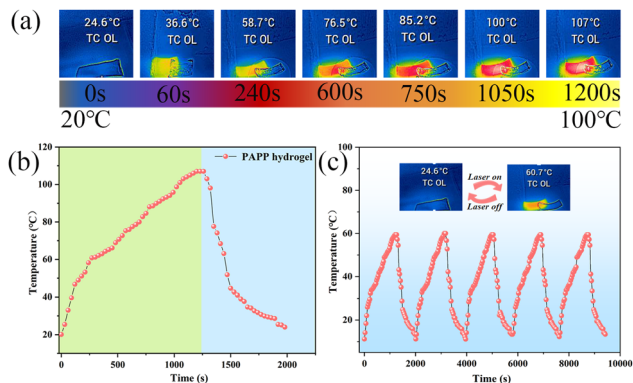 (a)
24.6°C 36.6°C 58.7°C 76.5°C 85.2°C 100°C 107°C
TC OL TC OL TC OL TC OL TC OL TC OL TC OL
0s 60s 240s 600s 750s 1050s 1200s
20℃ 100℃
(b)
PAPP hydrogel
120
100
80
60
40
20
Temperature (℃)
0 500 1000 1500 2000
Time (s)
(c)
24.6°C
TC OL
Laser on
Laser off
60.7°C
TC OL
100
80
60
40
20
Temperature (℃)
0 2000 4000 6000 8000 10000
Time (s)